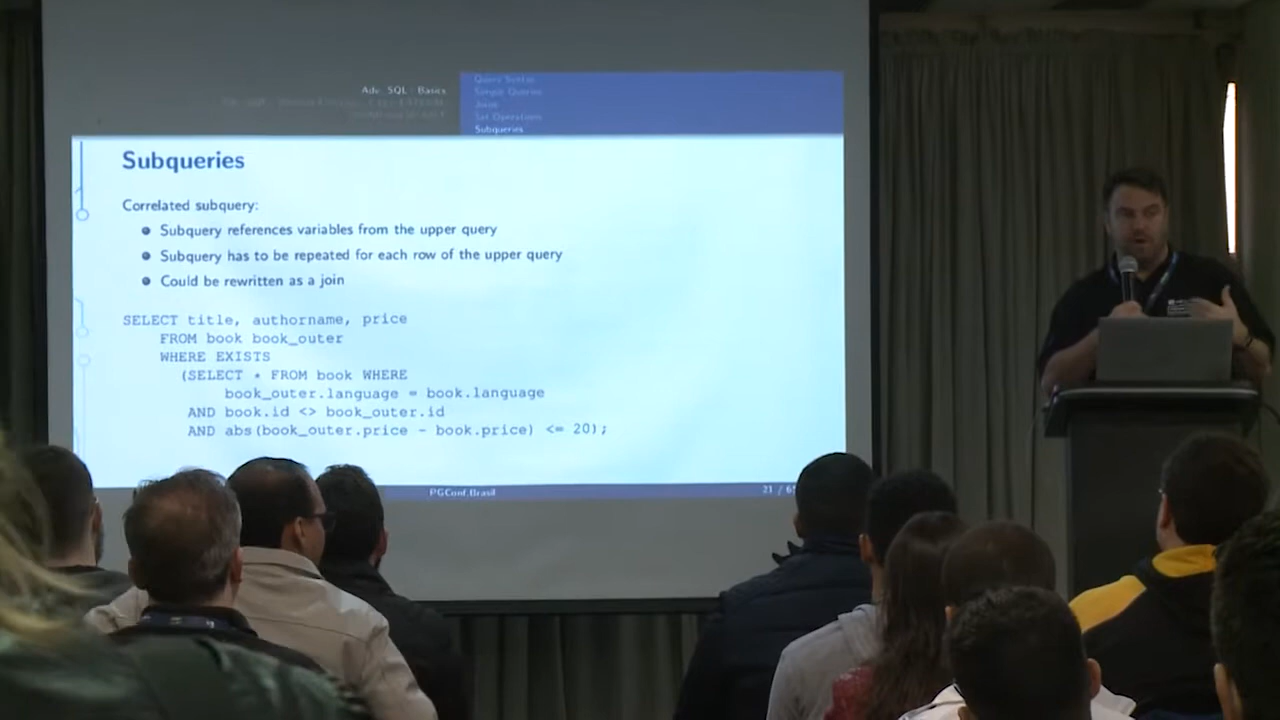 Adv. SQL - Basics
Query Syntax
Simple Queries
Joins
Set Operations
Subqueries
Subqueries
Correlated subquery:
Subquery references variables from the upper query
Subquery has to be repeated for each row of the upper query
Could be rewritten as a join
SELECT title, authorname, price
FROM book book_outer
WHERE EXISTS
(SELECT * FROM book WHERE
book_outer.language = book.language
AND book.id <> book_outer.id
AND abs(book_outer.price - book.price) <= 20);
PGConf.Brasil
21 /